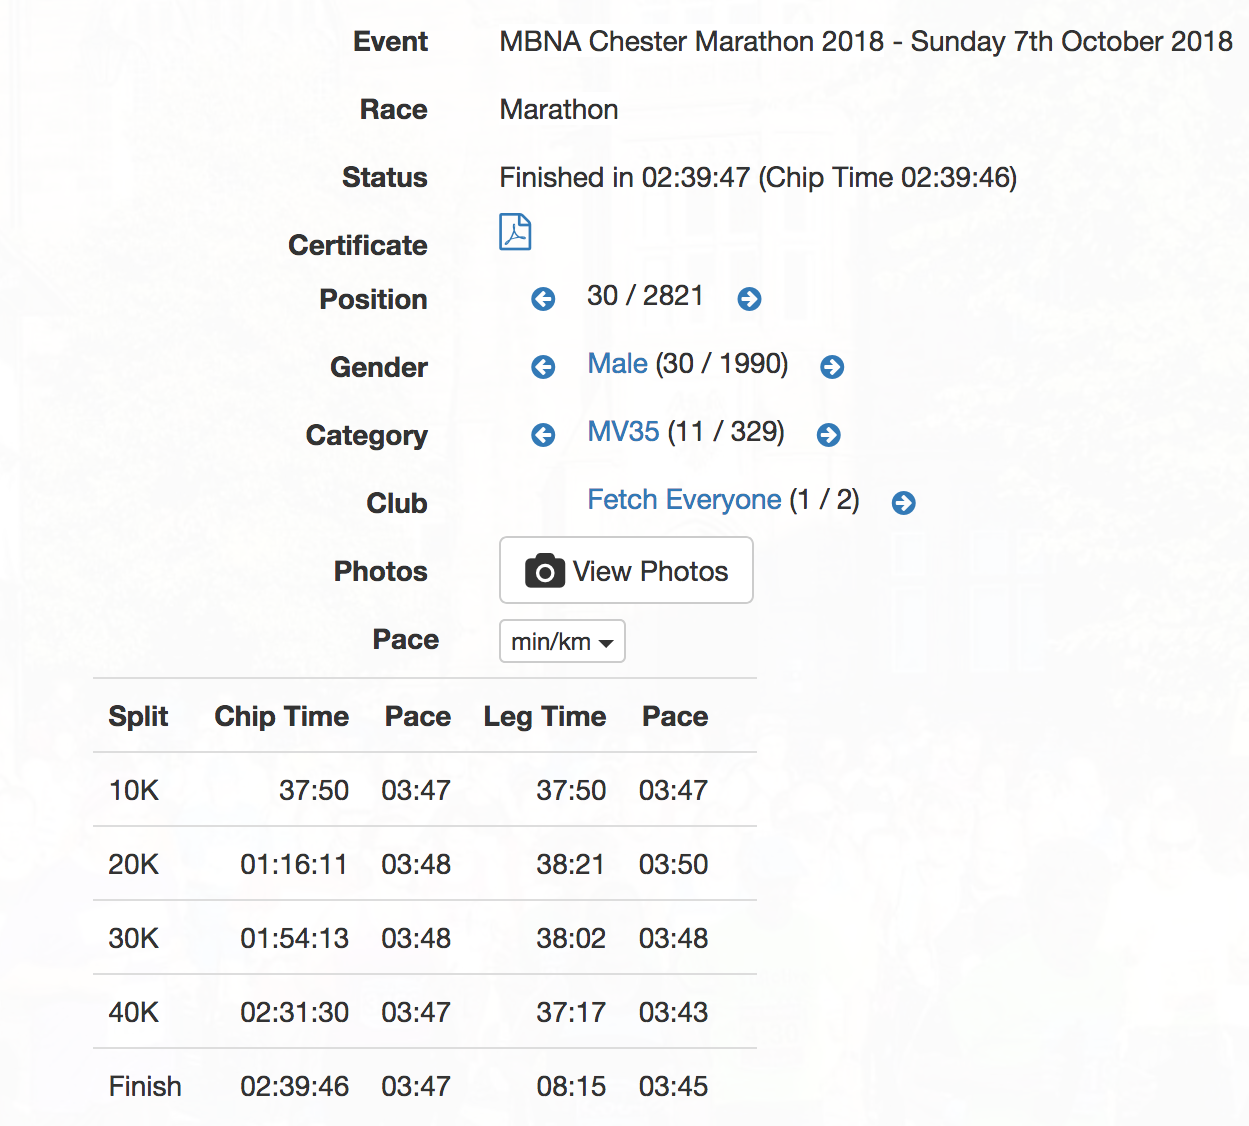 Event MBNA Chester Marathon 2018 - Sunday 7th October 2018
Race Marathon
Status Finished in 02:39:47 (Chip Time 02:39:46)
Certificate
Position 30 / 2821
Gender Male (30 / 1990)
Category MV35 (11 / 329)
Club Fetch Everyone (1 / 2)
Photos View Photos
Pace min/km
Split Chip Time Pace Leg Time Pace
10K 37:50 03:47 37:50 03:47
20K 01:16:11 03:48 38:21 03:50
30K 01:54:13 03:48 38:02 03:48
40K 02:31:30 03:47 37:17 03:43
Finish 02:39:46 03:47 08:15 03:45